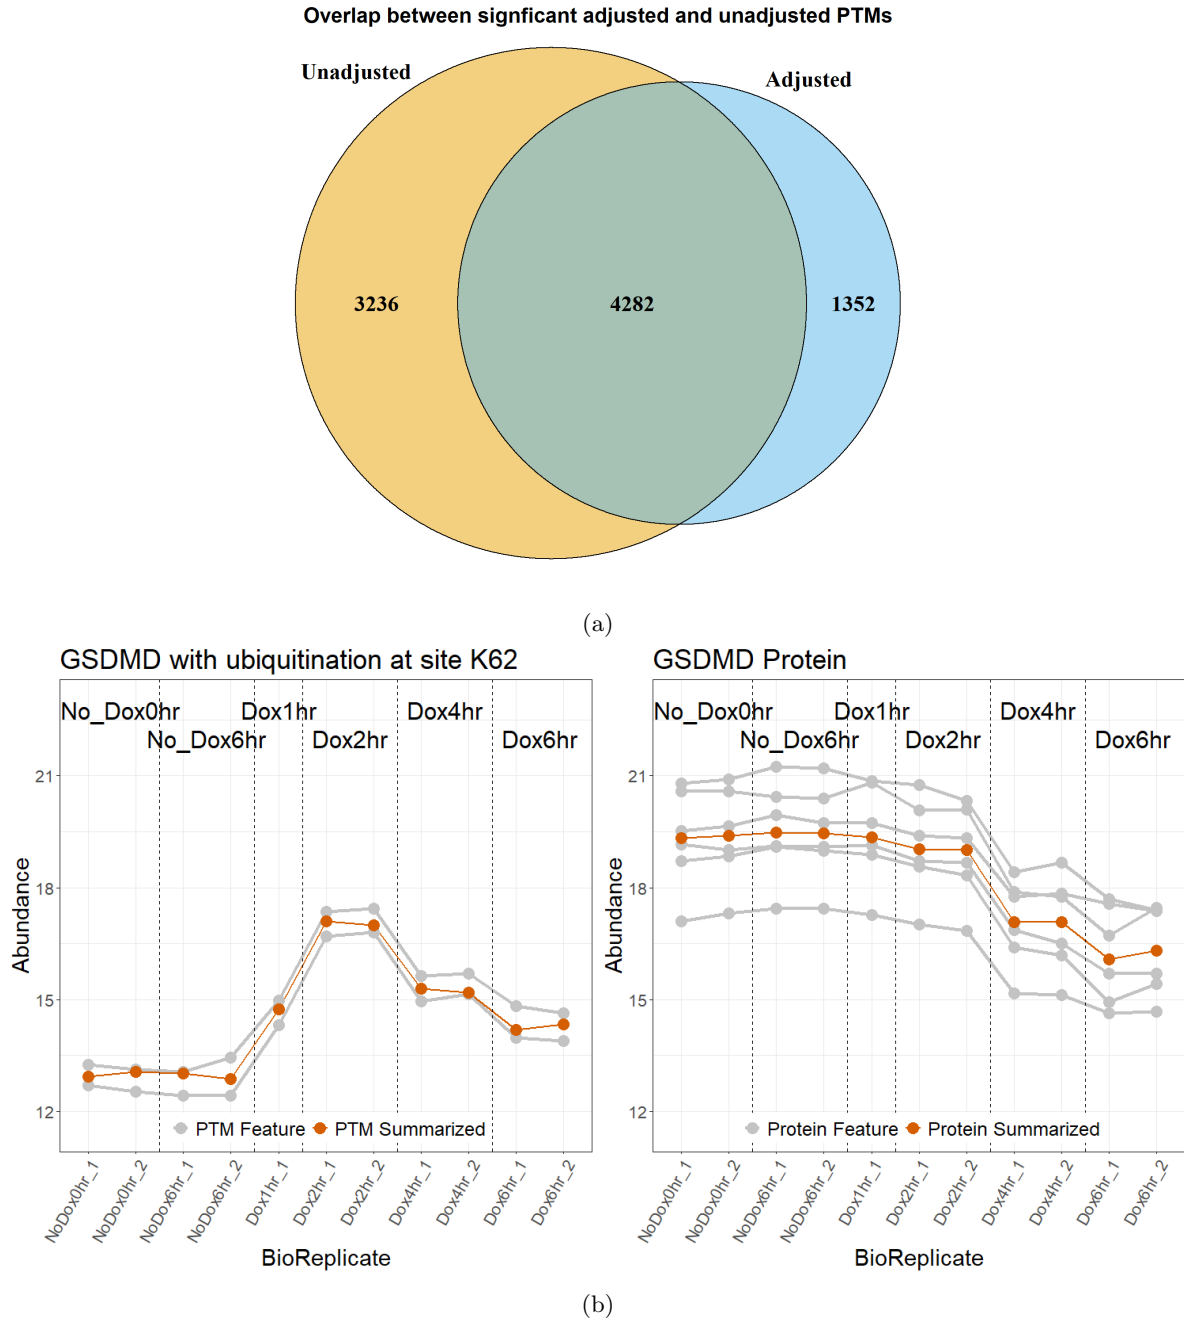 Overlap between signficant adjusted and unadjusted PTMs
Unadjusted
Adjusted
3236
4282
1352
(a)
GSDMD with ubiquitination at site K62
No_Dox0hr
Dox1hr
Dox4hr
No_Dox6hr
Dox2hr
Dox6hr
21
18
15
12
Abundance
PTM Feature
PTM Summarized
NoDox0hr_1
NoDox0hr_2
NoDox6hr_1
NoDox6hr_2
Dox1hr_1
Dox2hr_1
Dox2hr_2
Dox4hr_1
Dox4hr_2
Dox6hr_1
Dox6hr_2
BioReplicate
GSDMD Protein
No_Dox0hr
Dox1hr
Dox4hr
No_Dox6hr
Dox2hr
Dox6hr
21
18
15
12
Abundance
Protein Feature
Protein Summarized
NoDox0hr_1
NoDox0hr_2
NoDox6hr_1
NoDox6hr_2
Dox1hr_1
Dox2hr_1
Dox2hr_2
Dox4hr_1
Dox4hr_2
Dox6hr_1
Dox6hr_2
BioReplicate
(b)